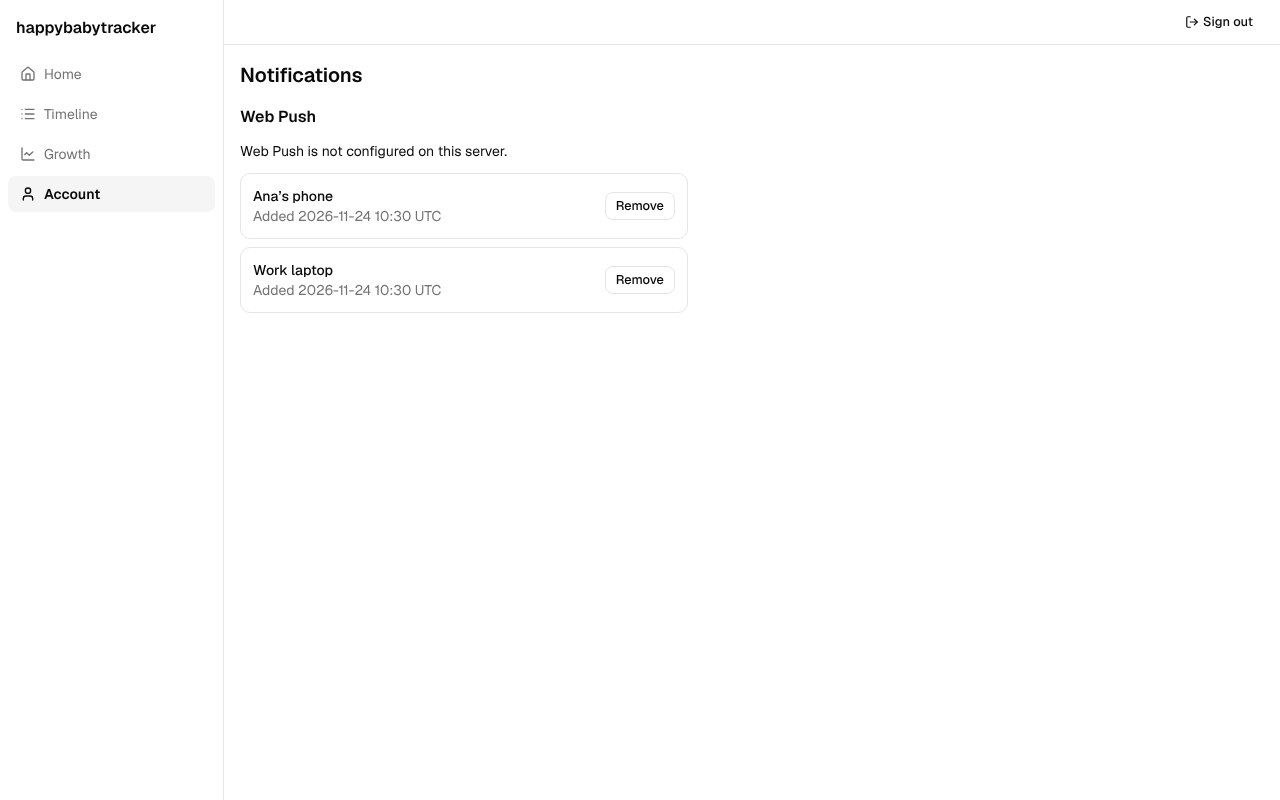 happybabytracker
Home
Timeline
Growth
Account
Sign out
Notifications
Web Push
Web Push is not configured on this server.
Ana's phone
Added 2026-11-24 10:30 UTC
Remove
Work laptop
Added 2026-11-24 10:30 UTC
Remove